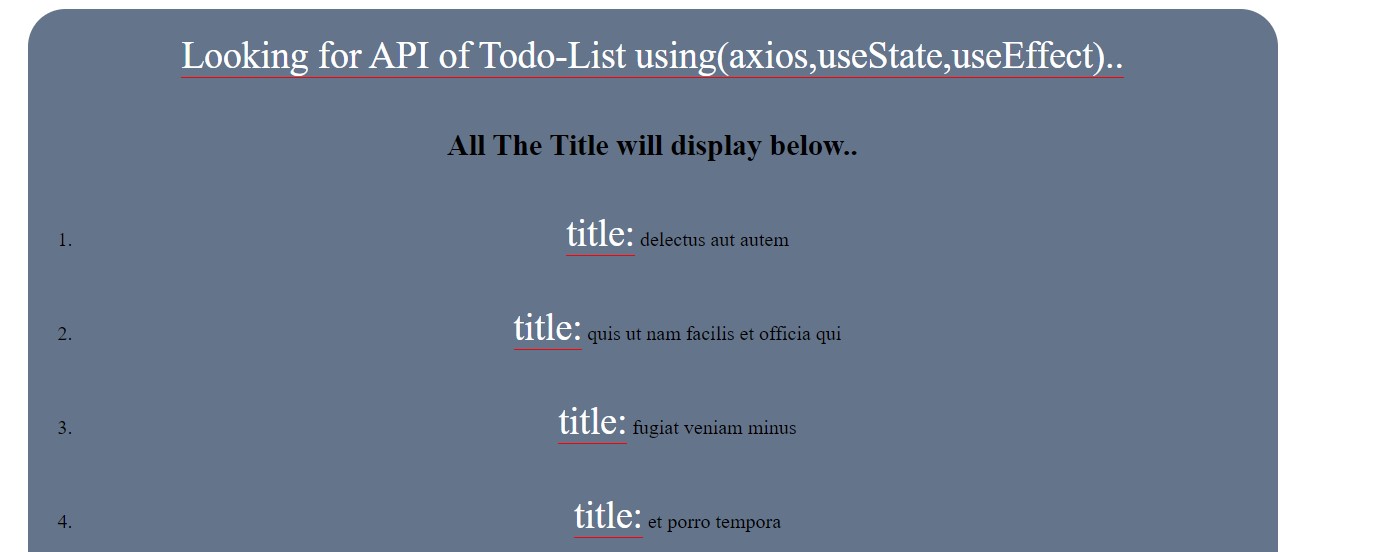 Looking for API of Todo-List using(axios,useState,useEffect)..
All The Title will display below..
1. title: delectus aut autem
2. title: quis ut nam facilis et officia qui
3. title: fugiat veniam minus
4. title: et porro tempora